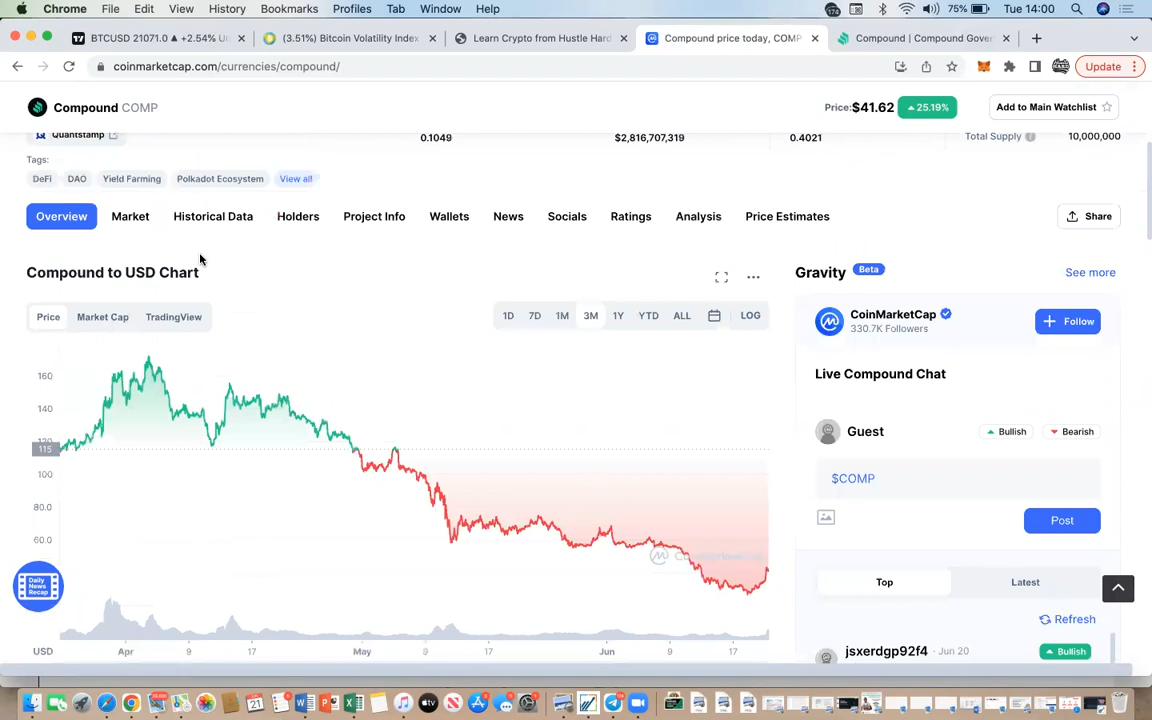 Chrome File Edit View History Bookmarks Profiles Tab Window Help 174 75% Tue 14:00
BTCUSD 21071.0 ▲ +2.54% U (3.51%) Bitcoin Volatility Index Learn Crypto from Hustle Hard Compound price today, COMP Compound | Compound Gover
coinmarketcap.com/currencies/compound/ Update
Compound COMP Price: $41.62 25.19% Add to Main Watchlist
Quantstamp 0.1049 $2,816,707,319 0.4021 Total Supply 10,000,000
Tags:
DeFi DAO Yield Farming Polkadot Ecosystem View all
Overview Market Historical Data Holders Project Info Wallets News Socials Ratings Analysis Price Estimates Share
Compound to USD Chart
Gravity Beta See more
Price Market Cap TradingView 1D 7D 1M 3M 1Y YTD ALL LOG
CoinMarketCap
330.7K Followers
Follow
Live Compound Chat
160
140
120
115
100
80.0
60.0
Guest Bullish Bearish
$COMP
Post
Top Latest
Refresh
jsxerdgp92f4 · Jun 20 Bullish
Daily
News
Recap
USD Apr 9 17 May 9 17 Jun 9 17